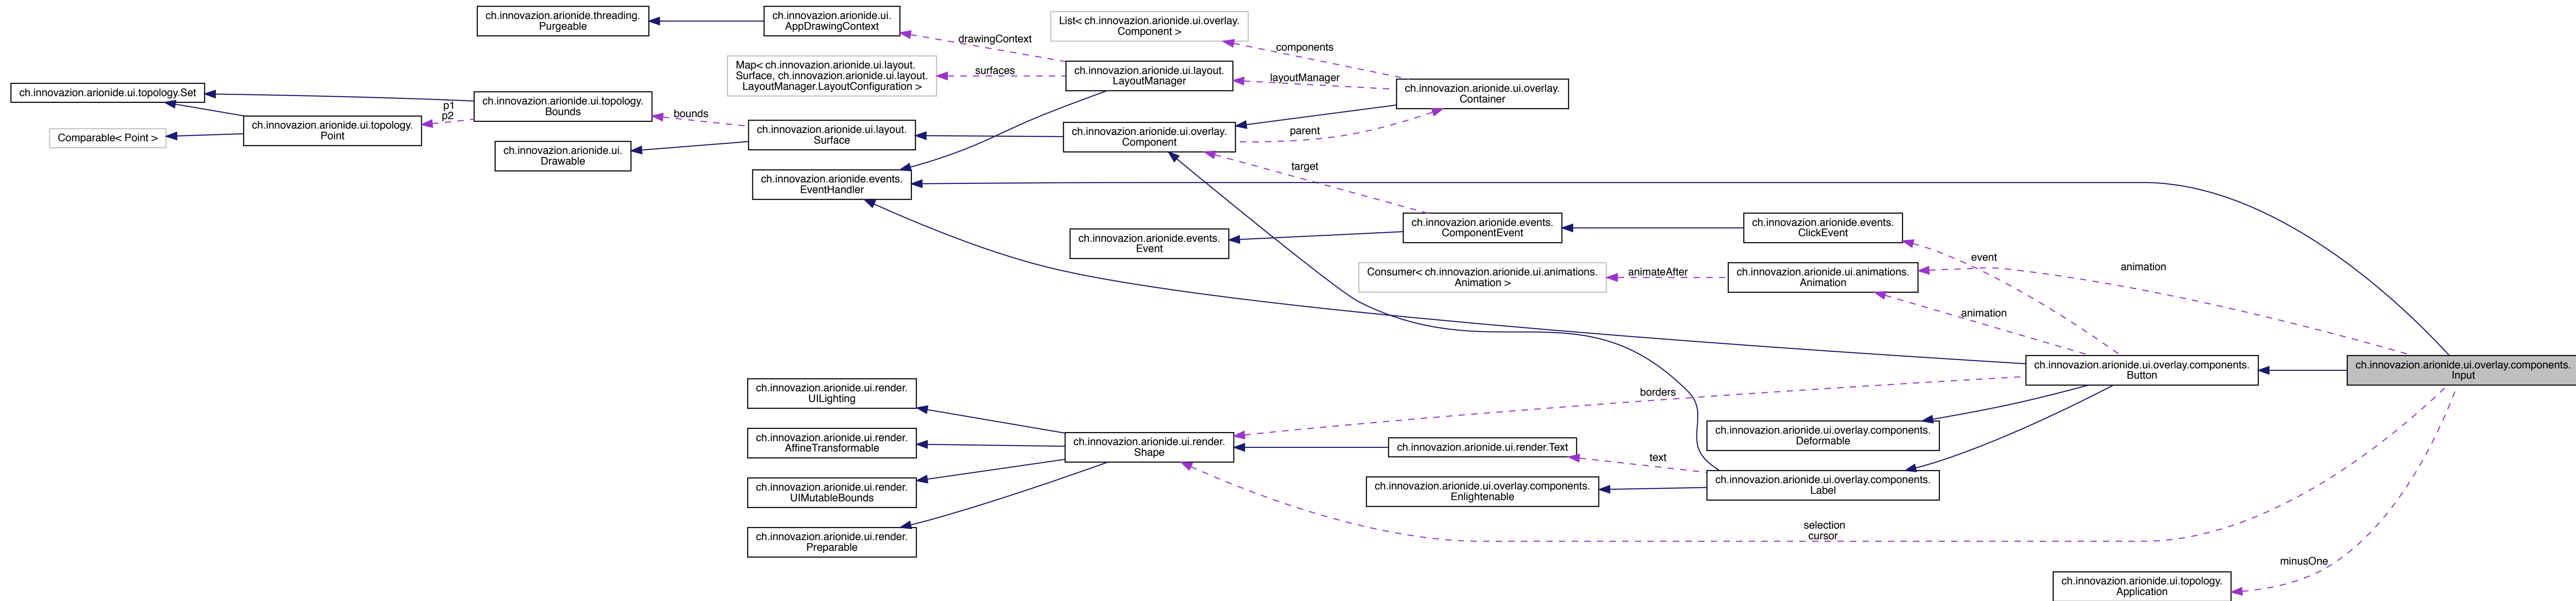 ch.innovazion.arionide.threading.
Purgeable
ch.innovazion.arionide.ui.
AppDrawingContext
drawingContext
List< ch.innovazion.arionide.ui.overlay.
Component >
components
Map< ch.innovazion.arionide.ui.layout.
Surface, ch.innovazion.arionide.ui.layout.
LayoutManager.LayoutConfiguration >
surfaces
ch.innovazion.arionide.ui.layout.
LayoutManager
layoutManager
ch.innovazion.arionide.ui.overlay.
Container
ch.innovazion.arionide.ui.topology.Set
Comparable< Point >
ch.innovazion.arionide.ui.topology.
Point
p1
p2
ch.innovazion.arionide.ui.topology.
Bounds
bounds
ch.innovazion.arionide.ui.
Drawable
ch.innovazion.arionide.ui.layout.
Surface
ch.innovazion.arionide.ui.overlay.
Component
parent
target
ch.innovazion.arionide.events.
EventHandler
ch.innovazion.arionide.events.
Event
ch.innovazion.arionide.events.
ComponentEvent
ch.innovazion.arionide.events.
ClickEvent
event
animation
Consumer< ch.innovazion.arionide.ui.animations.
Animation >
animateAfter
ch.innovazion.arionide.ui.animations.
Animation
animation
ch.innovazion.arionide.ui.overlay.components.
Button
ch.innovazion.arionide.ui.overlay.components.
Input
ch.innovazion.arionide.ui.render.
UILighting
ch.innovazion.arionide.ui.render.
AffineTransformable
ch.innovazion.arionide.ui.render.
UIMutableBounds
ch.innovazion.arionide.ui.render.
Preparable
ch.innovazion.arionide.ui.render.
Shape
borders
ch.innovazion.arionide.ui.render.Text
text
ch.innovazion.arionide.ui.overlay.components.
Enlightenable
ch.innovazion.arionide.ui.overlay.components.
Deformable
ch.innovazion.arionide.ui.overlay.components.
Label
selection
cursor
minusOne
ch.innovazion.arionide.ui.topology.
Application